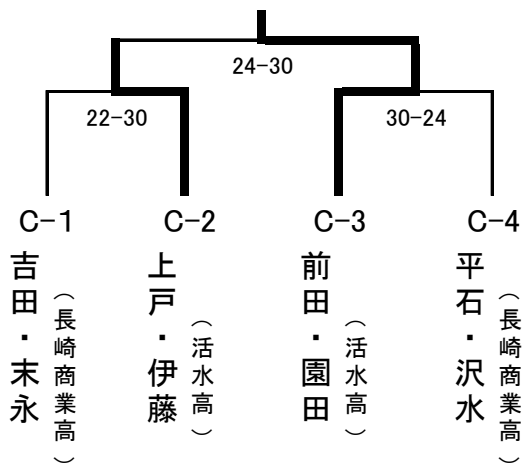 24-30
22-30
30-24
C-1
C-2
C-3
C-4
吉田・末永
（長崎商業高）
上戸・伊藤
（活水高）
前田・園田
（活水高）
平石・沢水
（長崎商業高）